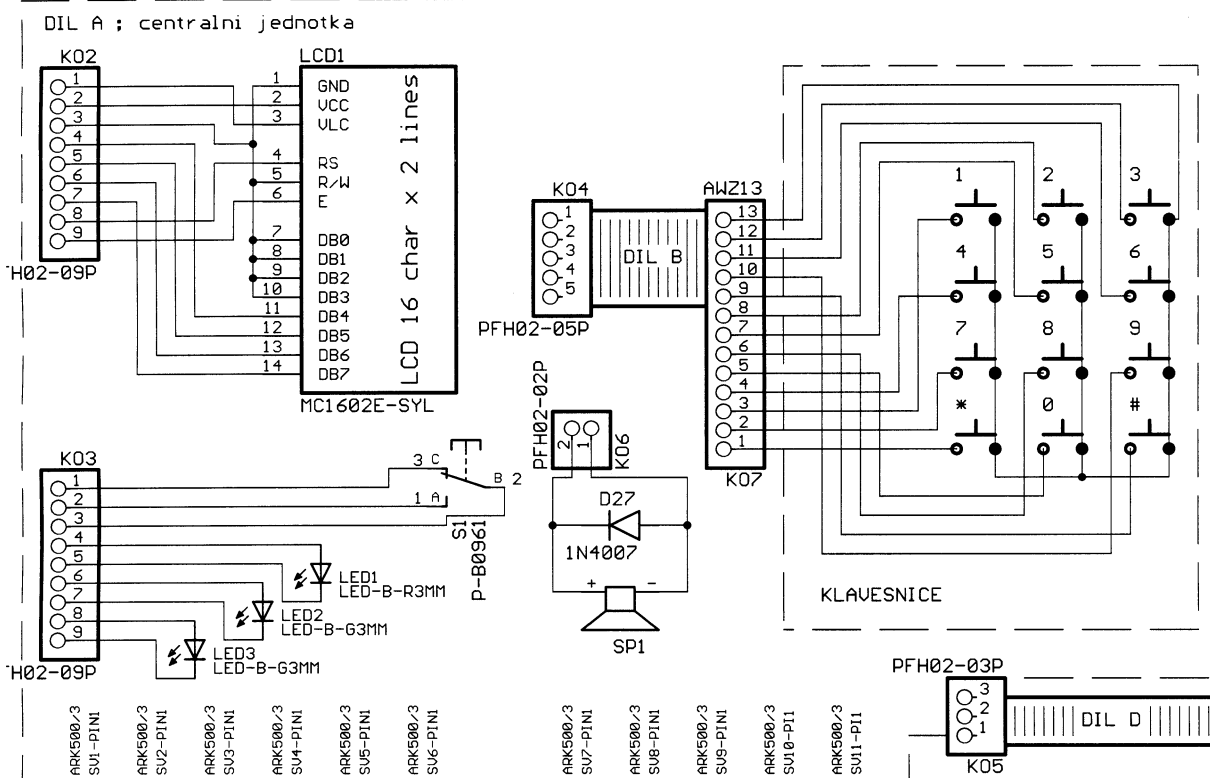 DIL A ; centralni jednotka
KO2
1
2
3
4
5
6
7
8
9
TH02-09P
LCD1
1 GND
2 VCC
3 VLC
4 RS
5 R/W
6 E
7 DB0
8 DB1
9 DB2
10 DB3
11 DB4
12 DB5
13 DB6
14 DB7
LCD 16 char x 2 lines
MC1602E-SYL
KO4
1
2
3
4
5
PFH02-05P
DIL B
AWZ13
13
12
11
10
9
8
7
6
5
4
3
2
1
KO7
1 2 3
4 5 6
7 8 9
* 0 #
KLAVESNICE
KO3
1
2
3
4
5
6
7
8
9
FH02-09P
3 C
B 2
1 A
S1
P-B0961
LED1
LED-B-R3MM
LED2
LED-B-G3MM
LED3
LED-B-G3MM
PFH02-02P
2 1
KO6
D27
1N4007
+ -
SP1
PFH02-03P
3
2
1
DIL D
KO5
ARK500/3
SV1-PIN1
ARK500/3
SV2-PIN1
ARK500/3
SV3-PIN1
ARK500/3
SV4-PIN1
ARK500/3
SV5-PIN1
ARK500/3
SV6-PIN1
ARK500/3
SV7-PIN1
ARK500/3
SV8-PIN1
ARK500/3
SV9-PIN1
ARK500/3
SV10-PI1
ARK500/3
SV11-PI1